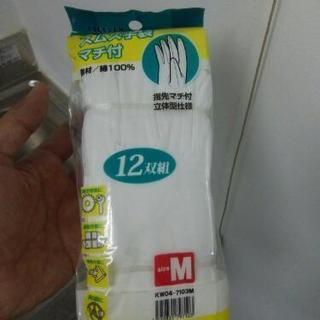 スムス手袋
マチ付
素材／綿100%
指先マチ付
立体型仕様
12双組
size M
KW04-7103M